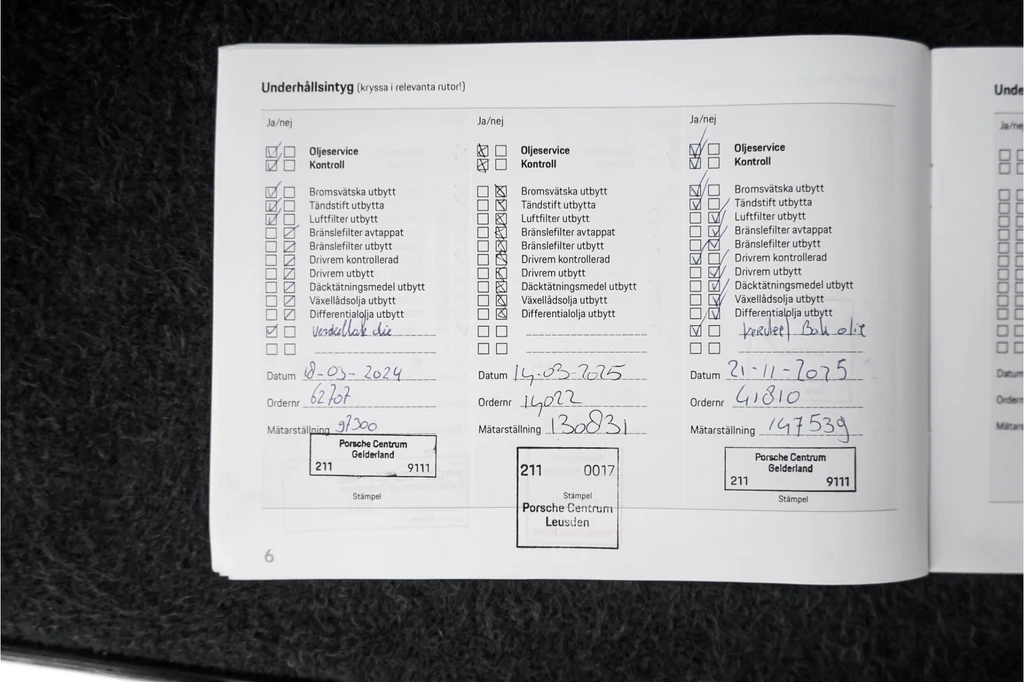 Underhållsintyg (kryssa i relevanta rutor!)
Ja/nej
Oljeservice
Kontroll
Bromsvätska utbytt
Tändstift utbytta
Luftfilter utbytt
Bränslefilter avtappat
Bränslefilter utbytt
Drivrem kontrollerad
Drivrem utbytt
Däcktätningsmedel utbytt
Växellådsolja utbytt
Differentialolja utbytt
Datum 18-03-2024
Ordernr 62707
Mätarställning 97300
Porsche Centrum
Gelderland
211 9111
Stämpel
Ja/nej
Oljeservice
Kontroll
Bromsvätska utbytt
Tändstift utbytta
Luftfilter utbytt
Bränslefilter avtappat
Bränslefilter utbytt
Drivrem kontrollerad
Drivrem utbytt
Däcktätningsmedel utbytt
Växellådsolja utbytt
Differentialolja utbytt
Datum 14-03-2025
Ordernr 14022
Mätarställning 130831
211 0017
Stämpel
Porsche Centrum
Leusden
Ja/nej
Oljeservice
Kontroll
Bromsvätska utbytt
Tändstift utbytta
Luftfilter utbytt
Bränslefilter avtappat
Bränslefilter utbytt
Drivrem kontrollerad
Drivrem utbytt
Däcktätningsmedel utbytt
Växellådsolja utbytt
Differentialolja utbytt
Verdeel Bak olie
Datum 21-11-2025
Ordernr 41810
Mätarställning 147539
Porsche Centrum
Gelderland
211 9111
Stämpel
6
Unde
Ja/ne
Datum
Ordern
Mätars